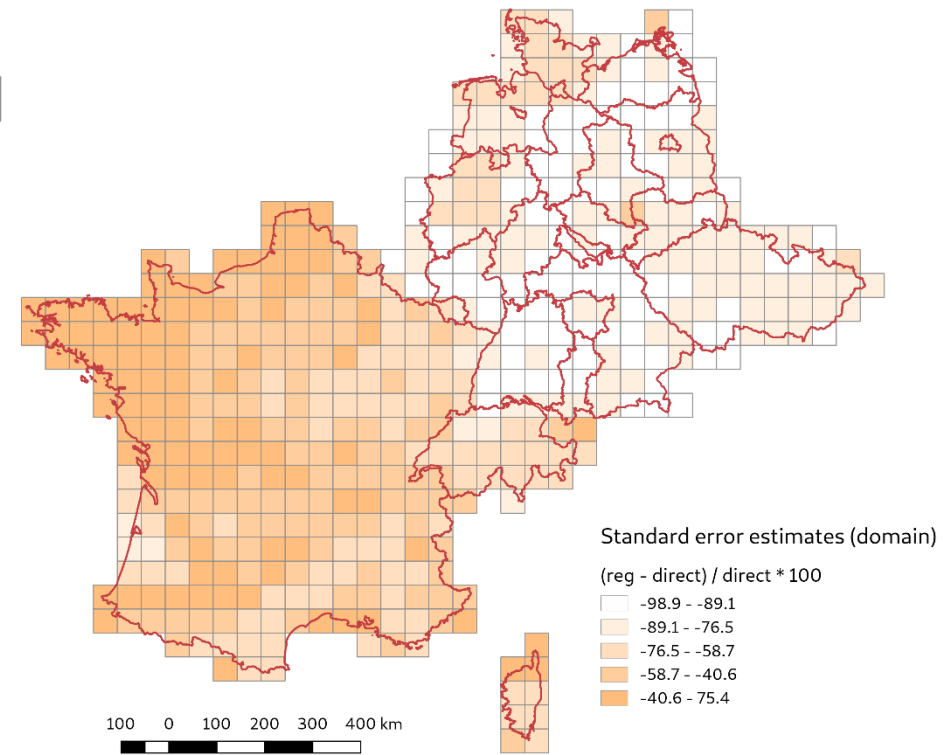 Standard error estimates (domain)
(reg - direct) / direct * 100
-98.9 - -89.1
-89.1 - -76.5
-76.5 - -58.7
-58.7 - -40.6
-40.6 - 75.4
100 0 100 200 300 400 km